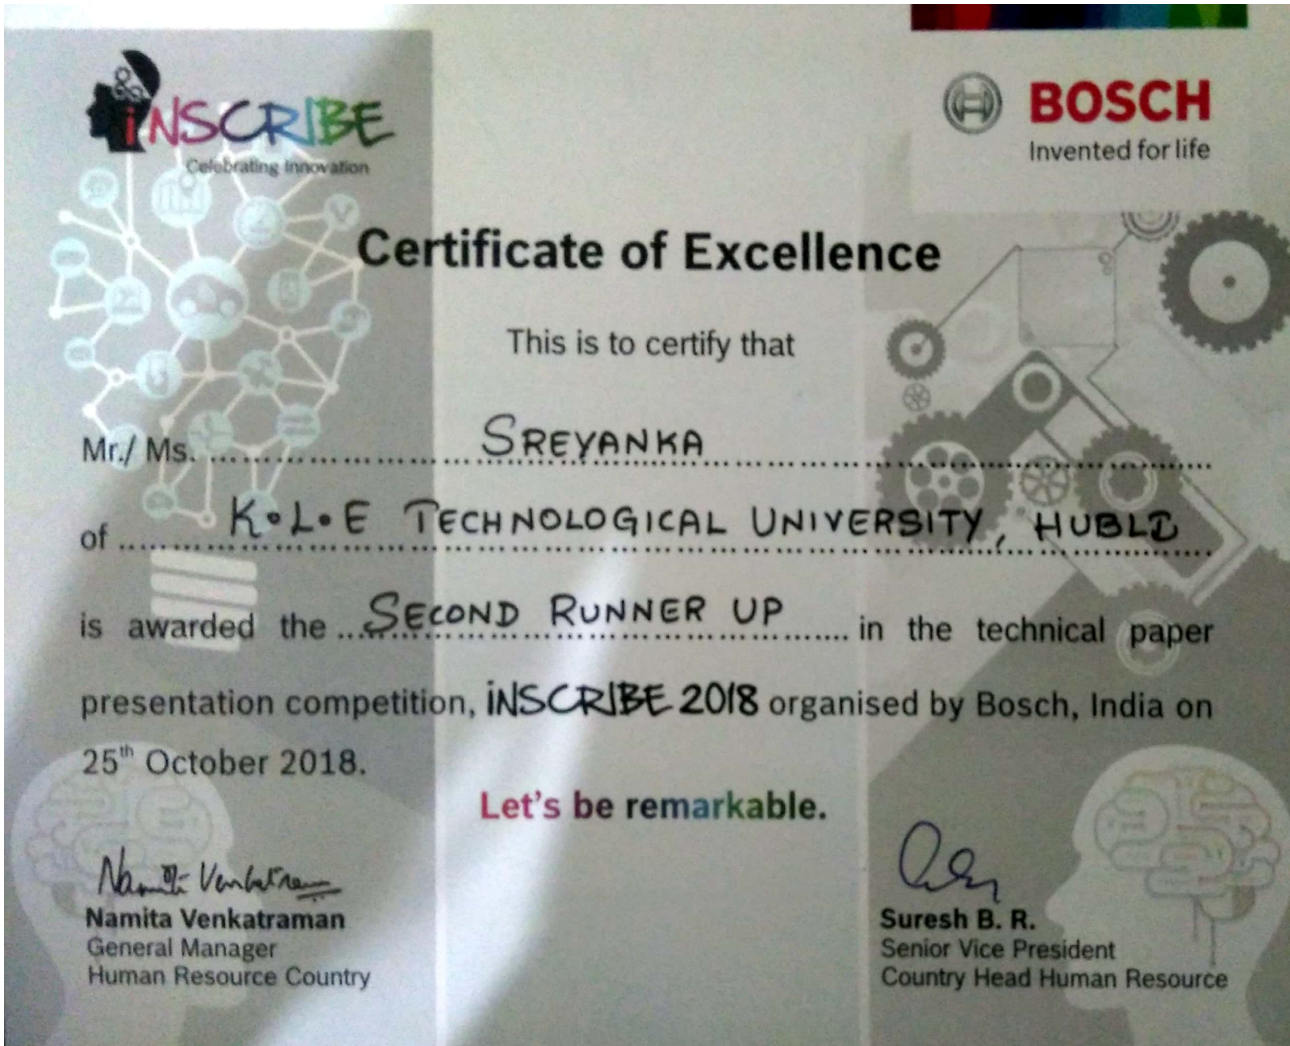 iNSCRIBE
Celebrating Innovation
BOSCH
Invented for life
Certificate of Excellence
This is to certify that
Mr./ Ms. .................... SREYANKA ....................
of .... K.L.E TECHNOLOGICAL UNIVERSITY, HUBLI ....
is awarded the ... SECOND RUNNER UP ... in the technical paper
presentation competition, iNSCRIBE 2018 organised by Bosch, India on
25th October 2018.
Let's be remarkable.
Namita Venkatraman
Namita Venkatraman
General Manager
Human Resource Country
Suresh B. R.
Senior Vice President
Country Head Human Resource